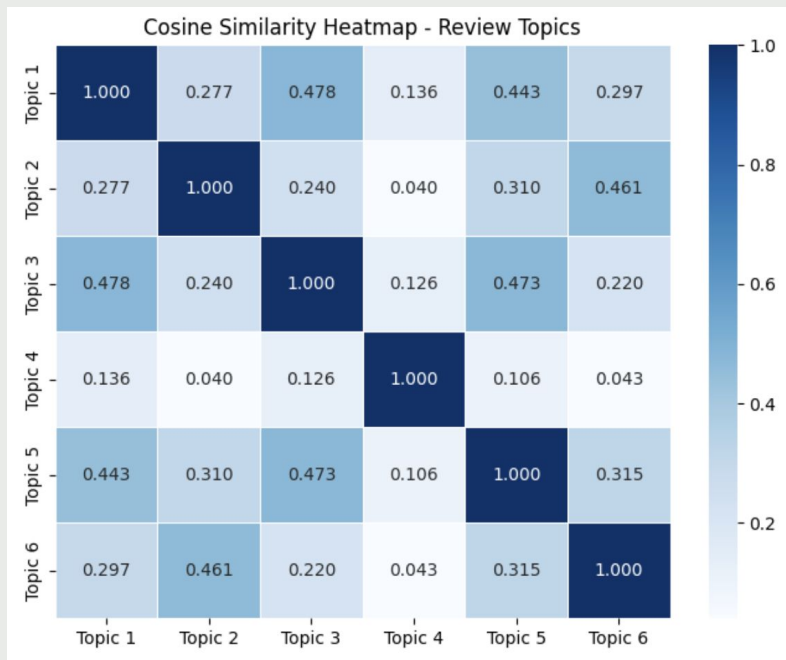 Cosine Similarity Heatmap - Review Topics
Topic 1 1.000 0.277 0.478 0.136 0.443 0.297
Topic 2 0.277 1.000 0.240 0.040 0.310 0.461
Topic 3 0.478 0.240 1.000 0.126 0.473 0.220
Topic 4 0.136 0.040 0.126 1.000 0.106 0.043
Topic 5 0.443 0.310 0.473 0.106 1.000 0.315
Topic 6 0.297 0.461 0.220 0.043 0.315 1.000
Topic 1 Topic 2 Topic 3 Topic 4 Topic 5 Topic 6
1.0
0.8
0.6
0.4
0.2